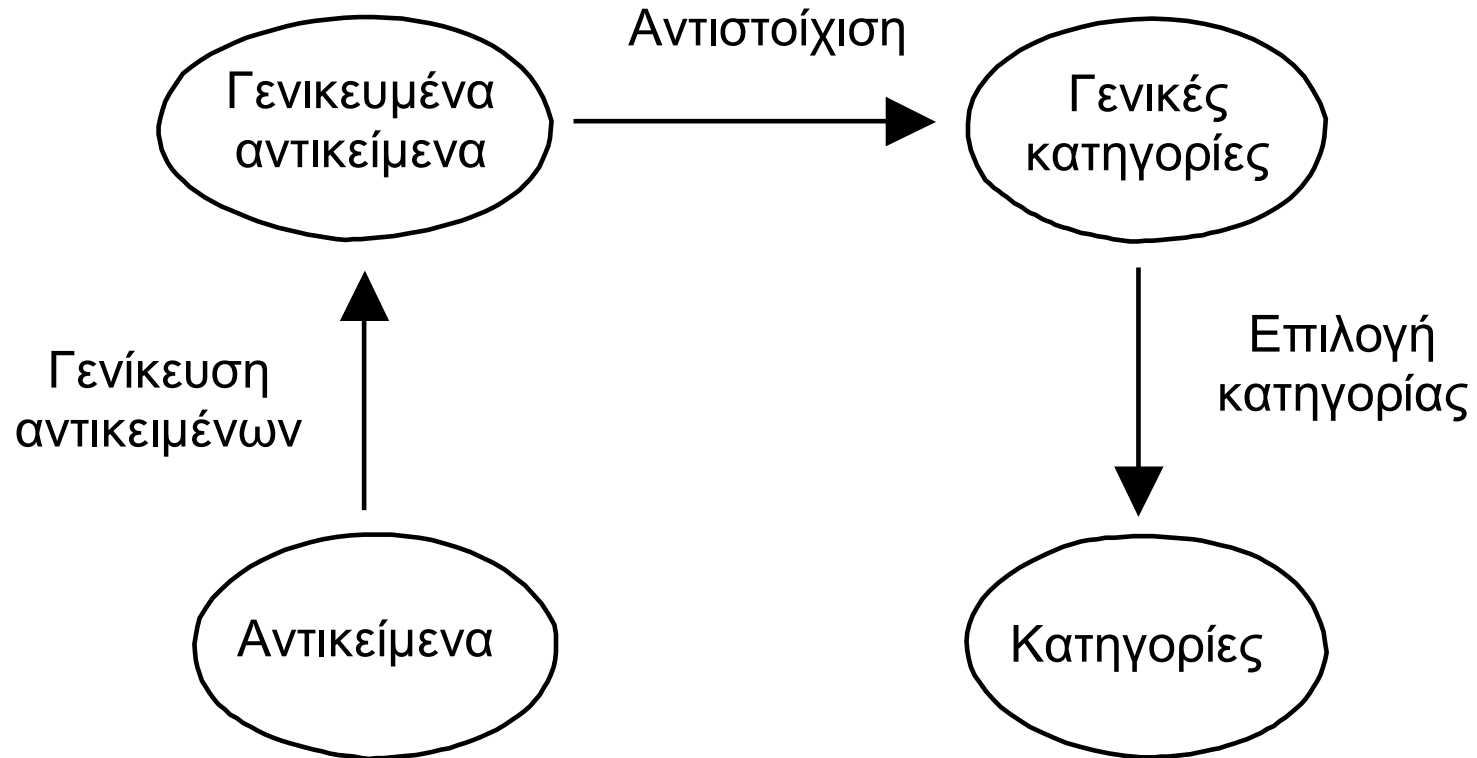 Αντιστοίχιση
Γενικευμένα
αντικείμενα
Γενικές
κατηγορίες
Γενίκευση
αντικειμένων
Επιλογή
κατηγορίας
Αντικείμενα
Κατηγορίες